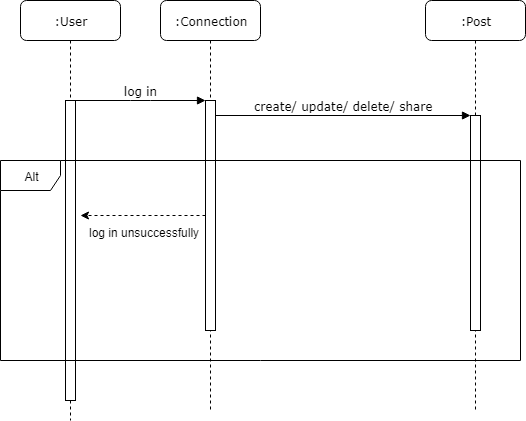 :User
:Connection
:Post
log in
create/ update/ delete/ share
Alt
log in unsuccessfully